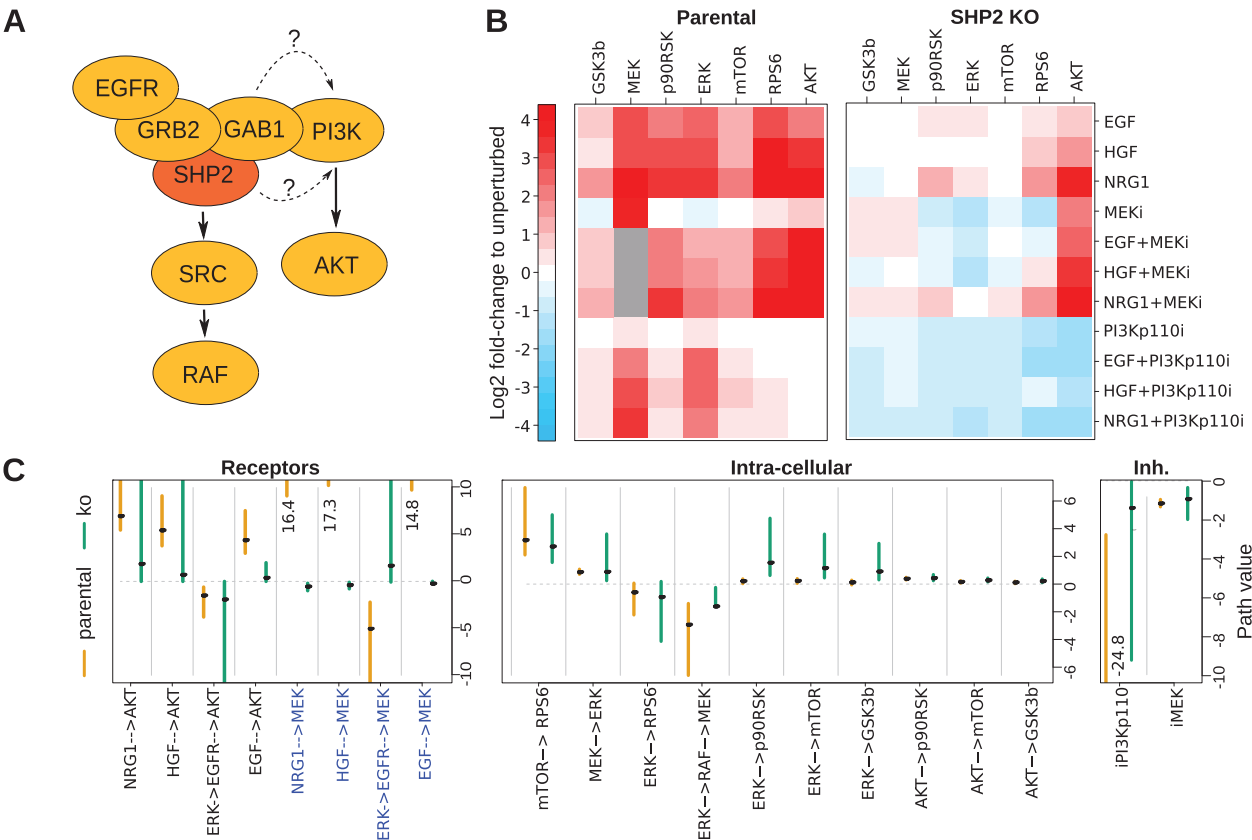 A
?
EGFR
GRB2
GAB1
PI3K
SHP2
?
SRC
AKT
RAF
B
Parental
SHP2 KO
GSK3b
MEK
p90RSK
ERK
mTOR
RPS6
AKT
GSK3b
MEK
p90RSK
ERK
mTOR
RPS6
AKT
Log2 fold-change to unperturbed
4
3
2
1
0
-1
-2
-3
-4
EGF
HGF
NRG1
MEKi
EGF+MEKi
HGF+MEKi
NRG1+MEKi
PI3Kp110i
EGF+PI3Kp110i
HGF+PI3Kp110i
NRG1+PI3Kp110i
C
Receptors
Intra-cellular
Inh.
parental
ko
16.4
17.3
14.8
10
5
0
-5
-10
NRG1-->AKT
HGF-->AKT
ERK->EGFR-->AKT
EGF-->AKT
NRG1-->MEK
HGF-->MEK
ERK->EGFR-->MEK
EGF-->MEK
6
4
2
0
-2
-4
-6
mTOR—> RPS6
MEK—>ERK
ERK—>RPS6
ERK—>RAF—>MEK
ERK—>p90RSK
ERK—>mTOR
ERK—>GSK3b
AKT—>p90RSK
AKT—>mTOR
AKT—>GSK3b
-24.8
0
-2
-4
-6
-8
-10
Path value
iPI3Kp110
iMEK